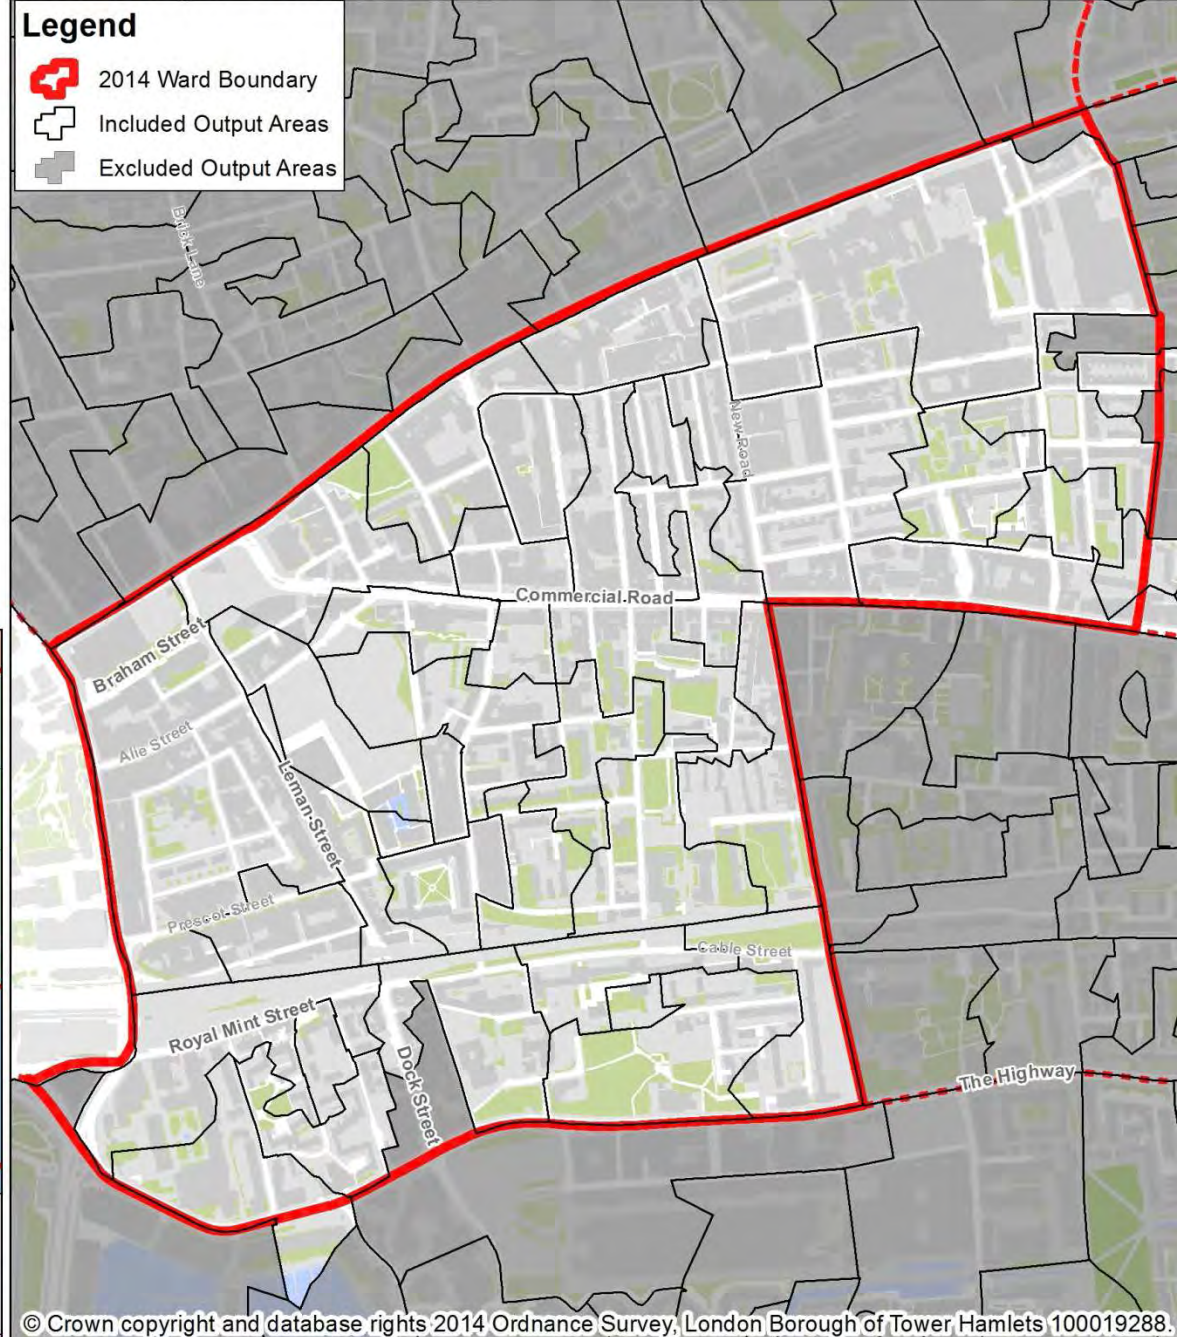 Legend
2014 Ward Boundary
Included Output Areas
Excluded Output Areas
Brick Lane
New Road
Commercial Road
Braham Street
Alie Street
Leman Street
Prescot Street
Cable Street
Royal Mint Street
Dock Street
The Highway
© Crown copyright and database rights 2014 Ordnance Survey, London Borough of Tower Hamlets 100019288.